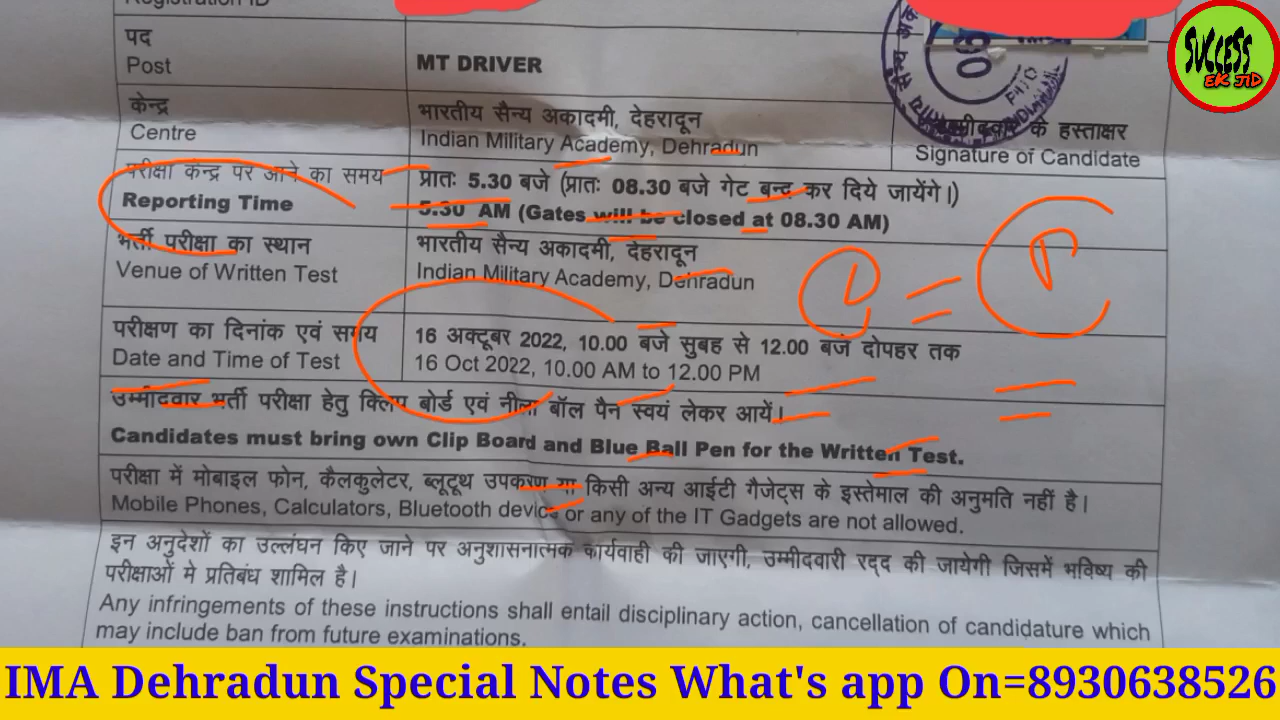 Registration ID
पद
Post
MT DRIVER
केन्द्र
Centre
भारतीय सैन्य अकादमी, देहरादून
Indian Military Academy, Dehradun
के हस्ताक्षर
Signature of Candidate
परीक्षा केन्द्र पर आने का समय
Reporting Time
प्रातः 5.30 बजे (प्रातः 08.30 बजे गेट बन्द कर दिये जायेंगे।)
5.30 AM (Gates will be closed at 08.30 AM)
भर्ती परीक्षा का स्थान
Venue of Written Test
भारतीय सैन्य अकादमी, देहरादून
Indian Military Academy, Dehradun
परीक्षण का दिनांक एवं समय
Date and Time of Test
16 अक्टूबर 2022, 10.00 बजे सुबह से 12.00 बजे दोपहर तक
16 Oct 2022, 10.00 AM to 12.00 PM
उम्मीदवार भर्ती परीक्षा हेतु क्लिप बोर्ड एवं नीला बॉल पैन स्वयं लेकर आयें।
Candidates must bring own Clip Board and Blue Ball Pen for the Written Test.
परीक्षा में मोबाइल फोन, कैलकुलेटर, ब्लूटूथ उपकरण या किसी अन्य आईटी गैजेट्स के इस्तेमाल की अनुमति नहीं है।
Mobile Phones, Calculators, Bluetooth device or any of the IT Gadgets are not allowed.
इन अनुदेशों का उल्लंघन किए जाने पर अनुशासनात्मक कार्यवाही की जाएगी, उम्मीदवारी रद्द की जायेगी जिसमें भविष्य की
परीक्षाओं मे प्रतिबंध शामिल है।
Any infringements of these instructions shall entail disciplinary action, cancellation of candidature which
may include ban from future examinations.
SUCCESS
EK JID
IMA Dehradun Special Notes What's app On=8930638526